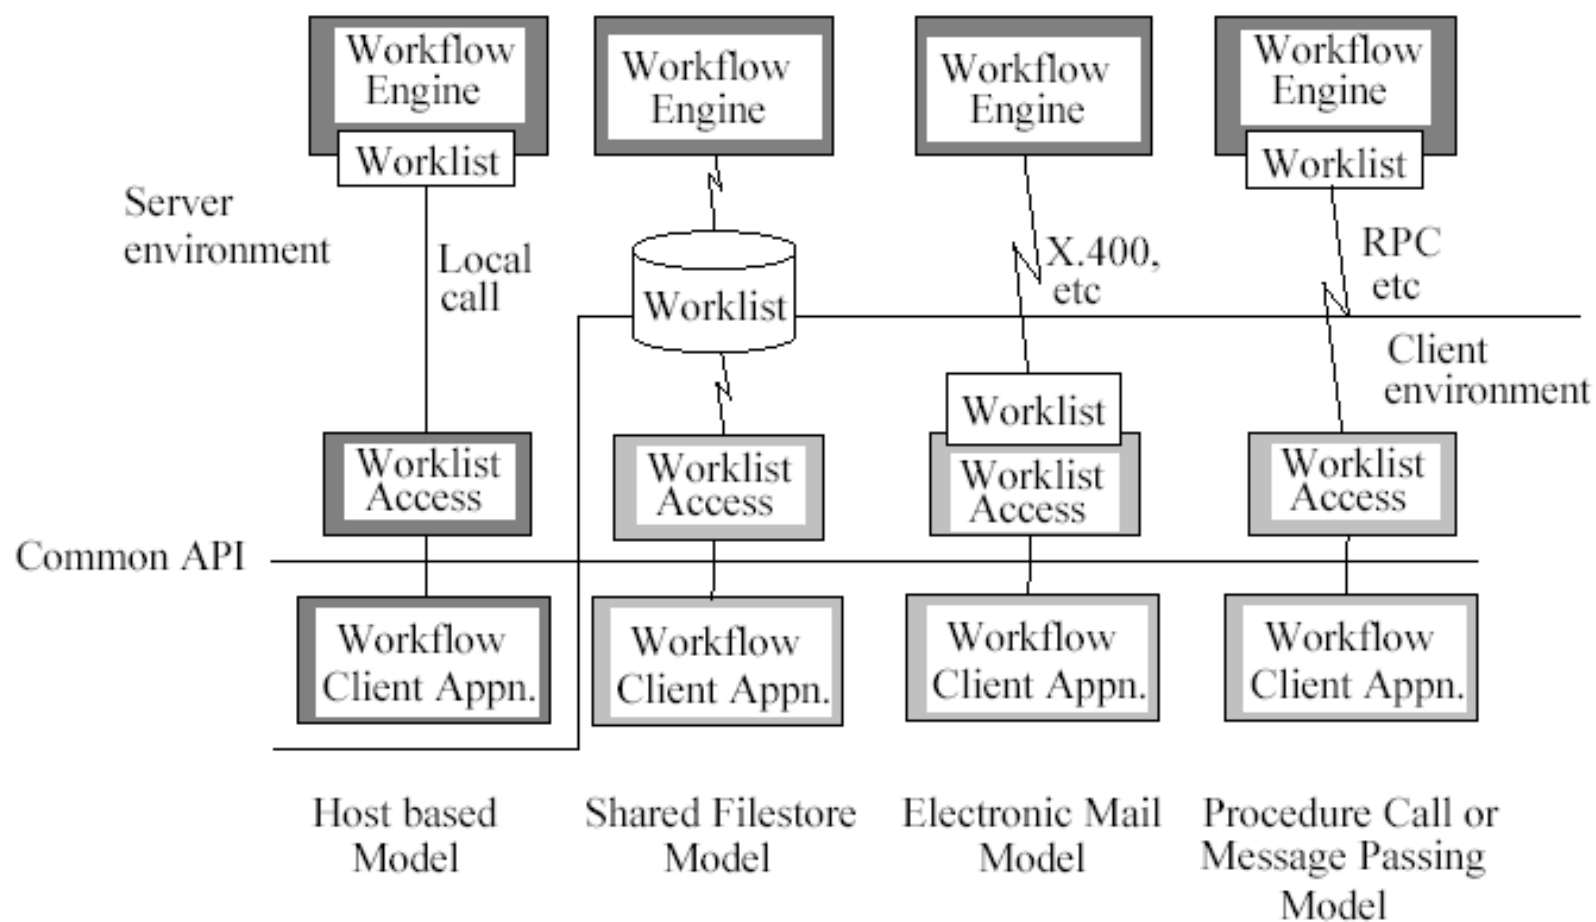 Workflow
Engine
Worklist
Workflow
Engine
Workflow
Engine
Workflow
Engine
Worklist
Server
environment
Local
call
Worklist
X.400,
etc
RPC
etc
Client
environment
Worklist
Worklist
Access
Worklist
Access
Worklist
Access
Worklist
Access
Common API
Workflow
Client Appn.
Workflow
Client Appn.
Workflow
Client Appn.
Workflow
Client Appn.
Host based
Model
Shared Filestore
Model
Electronic Mail
Model
Procedure Call or
Message Passing
Model